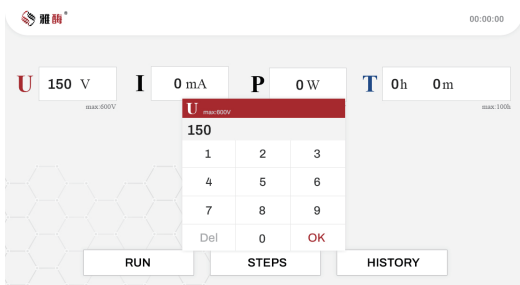 雅酶®
00:00:00
U 150 V I 0 mA P 0 W T 0h 0m
max:600V max:100h
U max:600V
150
1 2 3
4 5 6
7 8 9
Del 0 OK
RUN STEPS HISTORY